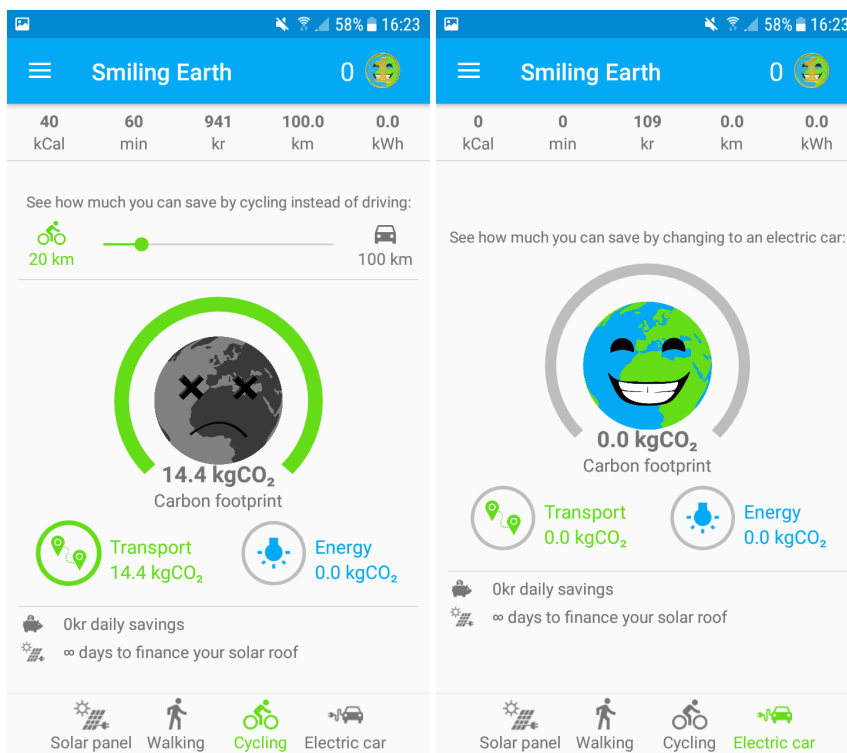 58% 16:23
Smiling Earth 0
40 60 941 100.0 0.0
kCal min kr km kWh
See how much you can save by cycling instead of driving:
20 km 100 km
14.4 kgCO₂
Carbon footprint
Transport
14.4 kgCO₂
Energy
0.0 kgCO₂
0kr daily savings
∞ days to finance your solar roof
Solar panel Walking Cycling Electric car
58% 16:23
Smiling Earth 0
0 0 109 0.0 0.0
kCal min kr km kWh
See how much you can save by changing to an electric car:
0.0 kgCO₂
Carbon footprint
Transport
0.0 kgCO₂
Energy
0.0 kgCO₂
0kr daily savings
∞ days to finance your solar roof
Solar panel Walking Cycling Electric car